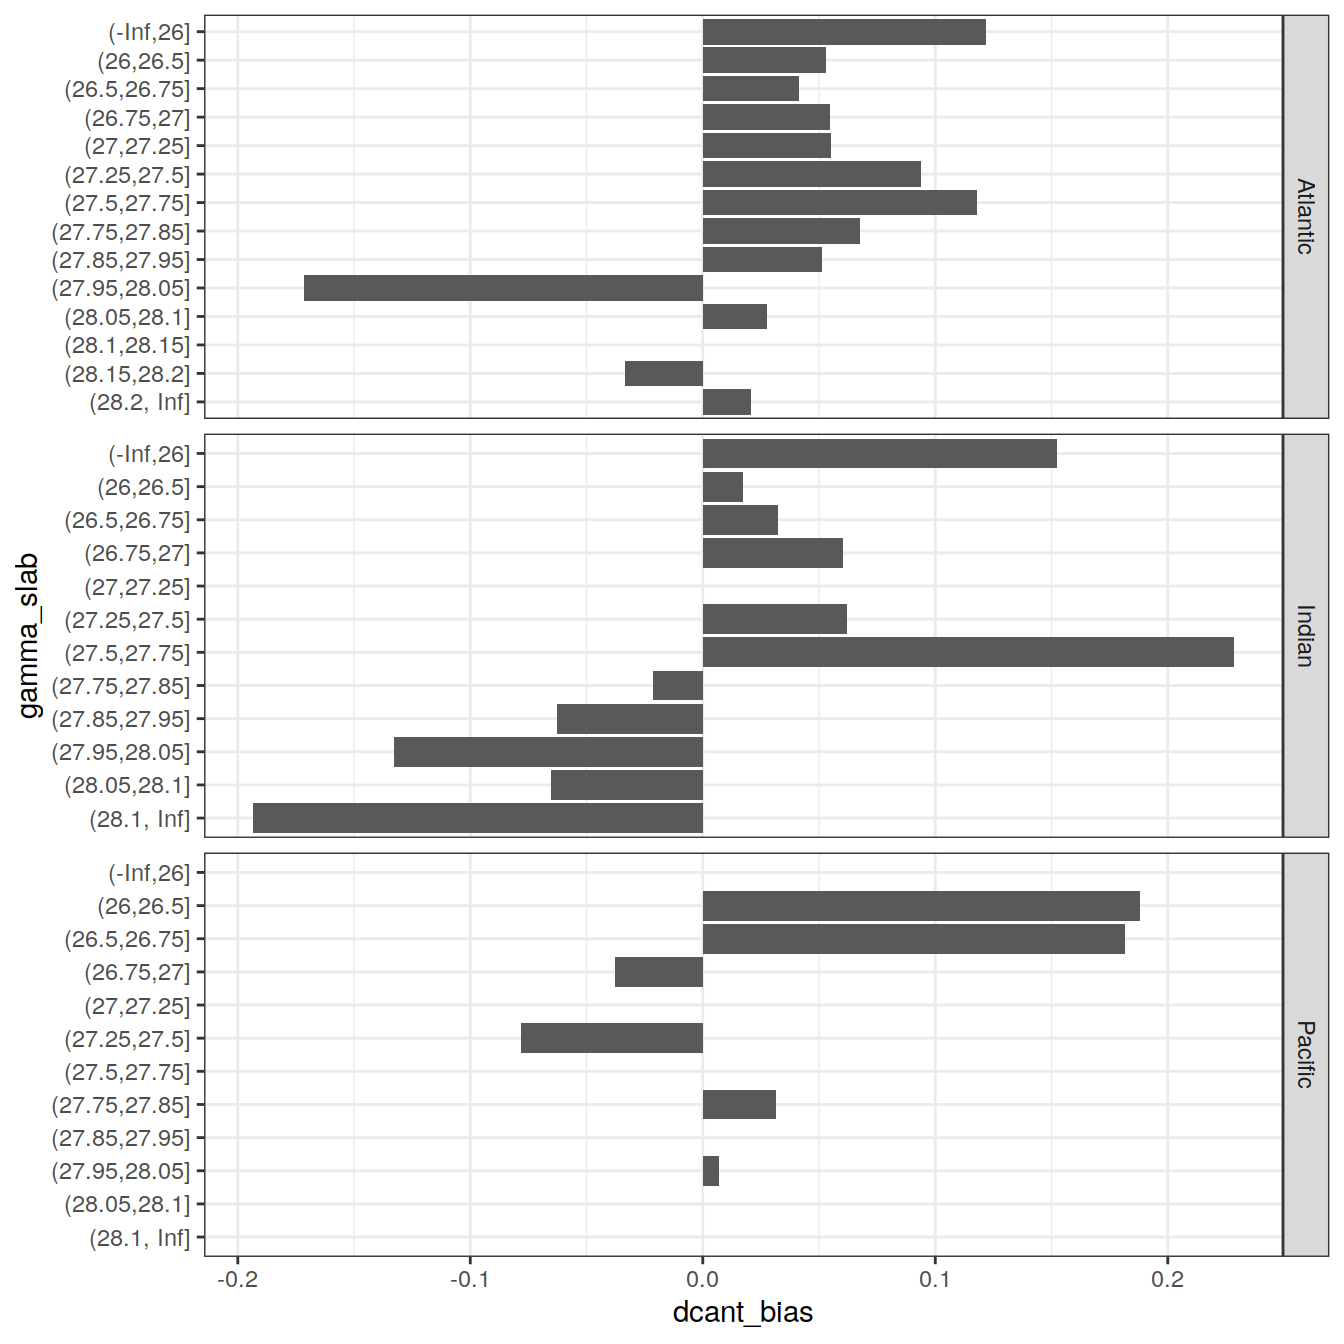 (-Inf,26]
(26,26.5]
(26.5,26.75]
(26.75,27]
(27,27.25]
(27.25,27.5]
(27.5,27.75]
(27.75,27.85]
(27.85,27.95]
(27.95,28.05]
(28.05,28.1]
(28.1,28.15]
(28.15,28.2]
(28.2, Inf]
Atlantic
(-Inf,26]
(26,26.5]
(26.5,26.75]
(26.75,27]
(27,27.25]
(27.25,27.5]
(27.5,27.75]
(27.75,27.85]
(27.85,27.95]
(27.95,28.05]
(28.05,28.1]
(28.1, Inf]
Indian
gamma_slab
(-Inf,26]
(26,26.5]
(26.5,26.75]
(26.75,27]
(27,27.25]
(27.25,27.5]
(27.5,27.75]
(27.75,27.85]
(27.85,27.95]
(27.95,28.05]
(28.05,28.1]
(28.1, Inf]
Pacific
-0.2 -0.1 0.0 0.1 0.2
dcant_bias